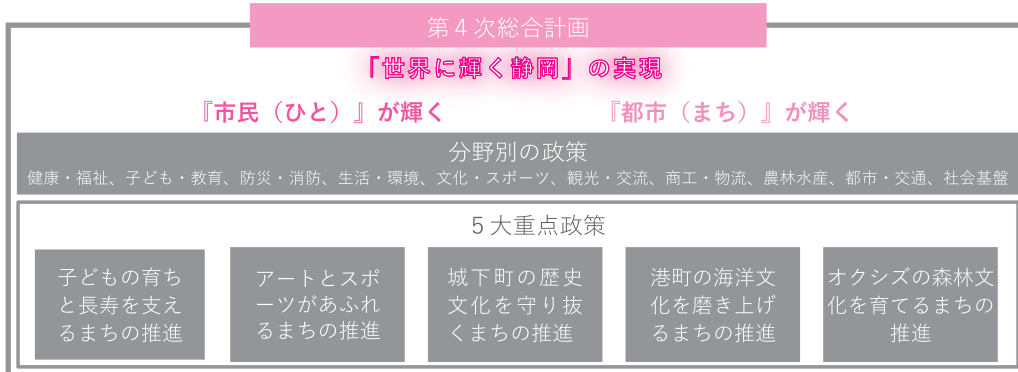 第4次総合計画
「世界に輝く静岡」の実現
『市民（ひと）』が輝く
『都市（まち）』が輝く
分野別の政策
健康・福祉、子ども・教育、防災・消防、生活・環境、文化・スポーツ、観光・交流、商工・物流、農林水産、都市・交通、社会基盤
5大重点政策
子どもの育ち
と長寿を支え
るまちの推進
アートとスポ
ーツがあふれ
るまちの推進
城下町の歴史
文化を守り抜
くまちの推進
港町の海洋文
化を磨き上げ
るまちの推進
オクシズの森林文
化を育てるまちの
推進